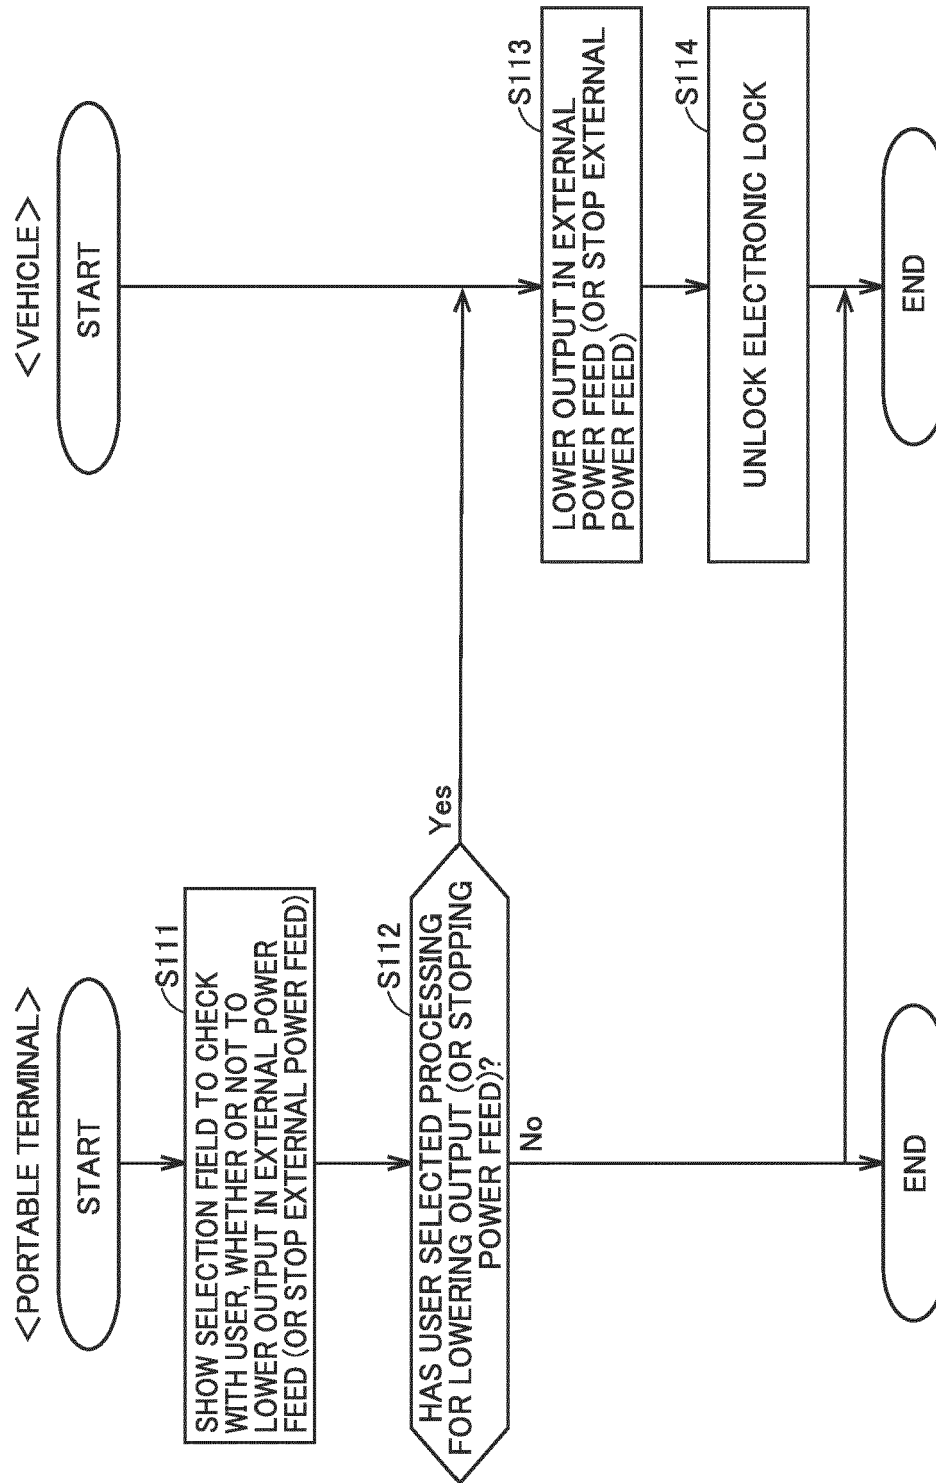 <PORTABLE TERMINAL>
START
S111
SHOW SELECTION FIELD TO CHECK
WITH USER, WHETHER OR NOT TO
LOWER OUTPUT IN EXTERNAL POWER
FEED (OR STOP EXTERNAL POWER FEED)
S112
HAS USER SELECTED PROCESSING
FOR LOWERING OUTPUT (OR STOPPING
POWER FEED)?
Yes
No
END
<VEHICLE>
START
S113
LOWER OUTPUT IN EXTERNAL
POWER FEED (OR STOP EXTERNAL
POWER FEED)
S114
UNLOCK ELECTRONIC LOCK
END